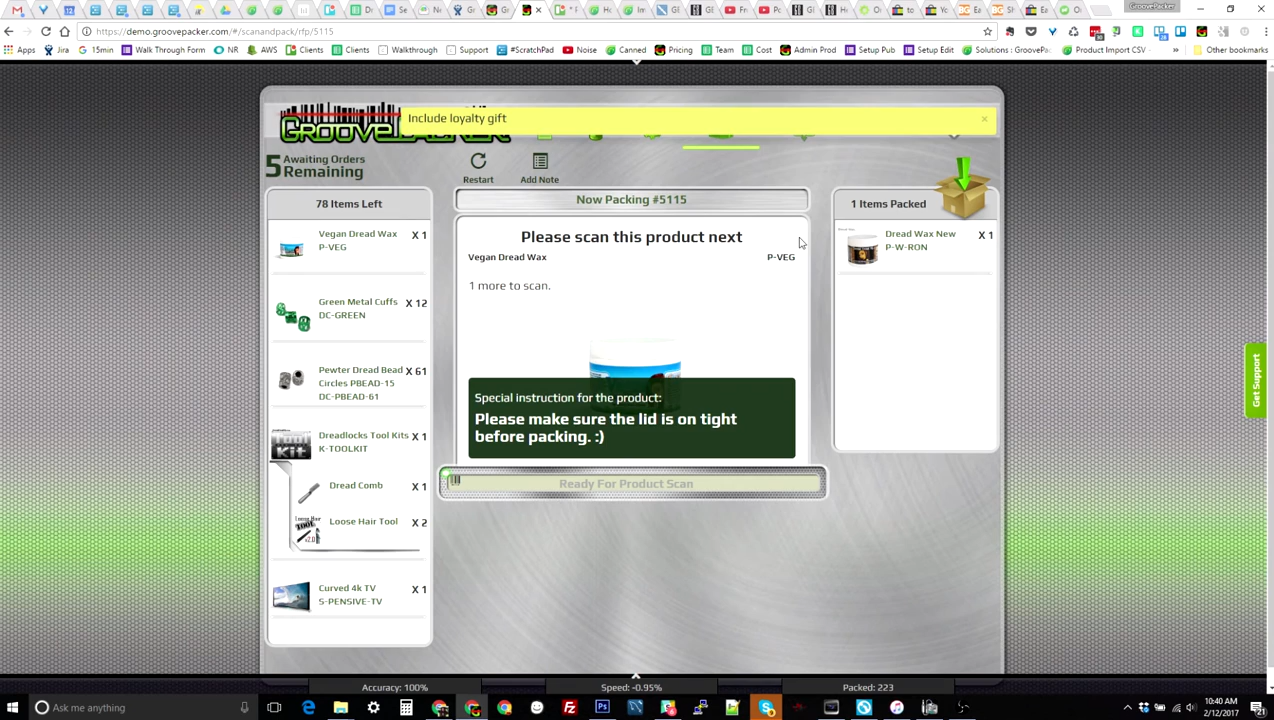 GroovePacker
https://demo.groovepacker.com/#/scanandpack/rfp/5115
Apps Jira 15min Walk Through Form NR AWS Clients Clients Walkthrough Support #ScratchPad Noise Canned Pricing Team Cost Admin Prod Setup Pub Setup Edit Solutions : GroovePac Product Import CSV » Other bookmarks
GROOVEPACKER
Include loyalty gift ×
5 Awaiting Orders
Remaining
Restart Add Note
78 Items Left
Vegan Dread Wax X 1
P-VEG
Green Metal Cuffs X 12
DC-GREEN
Pewter Dread Bead X 61
Circles PBEAD-15
DC-PBEAD-61
Dreadlocks Tool Kits X 1
K-TOOLKIT
Dread Comb X 1
Loose Hair Tool X 2
Curved 4k TV X 1
S-PENSIVE-TV
Now Packing #5115
Please scan this product next
Vegan Dread Wax P-VEG
1 more to scan.
Special instruction for the product:
Please make sure the lid is on tight
before packing. :)
Ready For Product Scan
1 Items Packed
Dread Wax New X 1
P-W-RON
Get Support
Accuracy: 100% Speed: -0.95% Packed: 223
Ask me anything
10:40 AM
2/12/2017